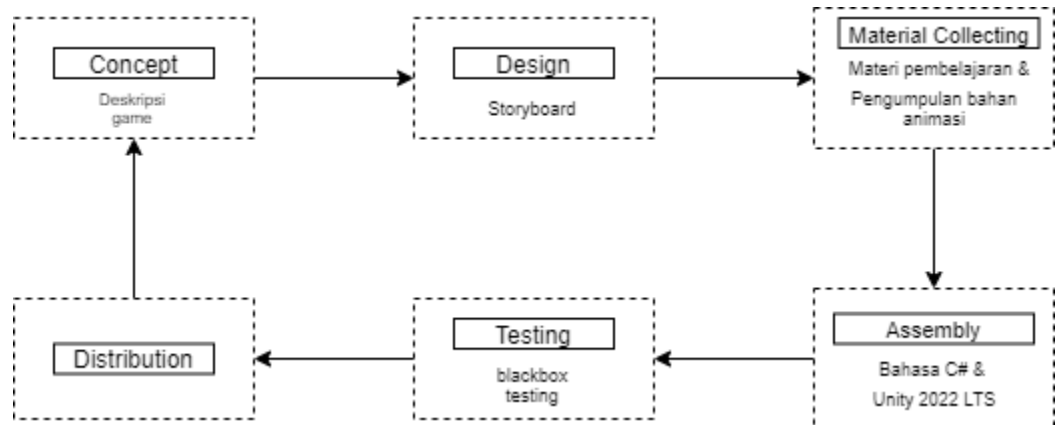 Concept
Deskripsi
game
Design
Storyboard
Material Collecting
Materi pembelajaran &
Pengumpulan bahan
animasi
Assembly
Bahasa C# &
Unity 2022 LTS
Testing
blackbox
testing
Distribution